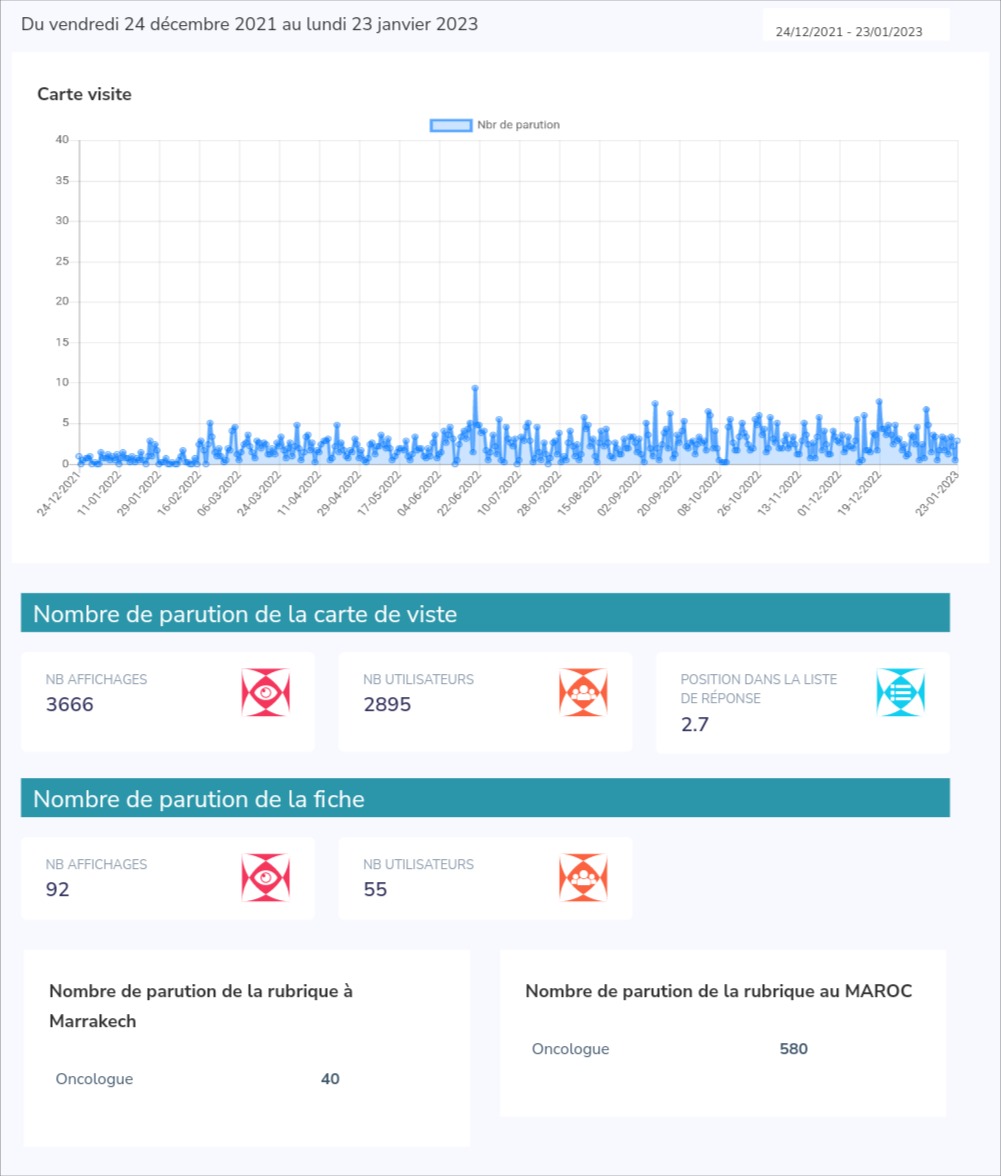 Du vendredi 24 décembre 2021 au lundi 23 janvier 2023
24/12/2021 - 23/01/2023
Carte visite
Nbr de parution
40
35
30
25
20
15
10
5
0
24-12-2021
11-01-2022
29-01-2022
16-02-2022
06-03-2022
24-03-2022
11-04-2022
29-04-2022
17-05-2022
04-06-2022
22-06-2022
10-07-2022
28-07-2022
15-08-2022
02-09-2022
20-09-2022
08-10-2022
26-10-2022
13-11-2022
01-12-2022
19-12-2022
23-01-2023
Nombre de parution de la carte de viste
NB AFFICHAGES
3666
NB UTILISATEURS
2895
POSITION DANS LA LISTE
DE RÉPONSE
2.7
Nombre de parution de la fiche
NB AFFICHAGES
92
NB UTILISATEURS
55
Nombre de parution de la rubrique à
Marrakech
Oncologue 40
Nombre de parution de la rubrique au MAROC
Oncologue 580